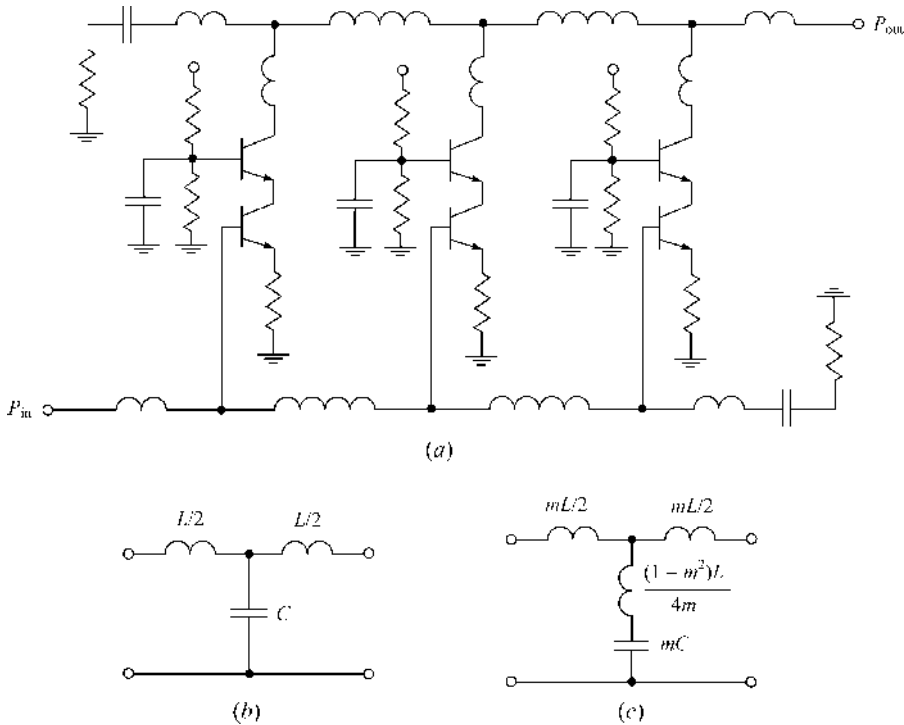 P_out
P_in
(a)
L/2 L/2
C
(b)
mL/2 mL/2
(1 − m²)L
4m
mC
(c)